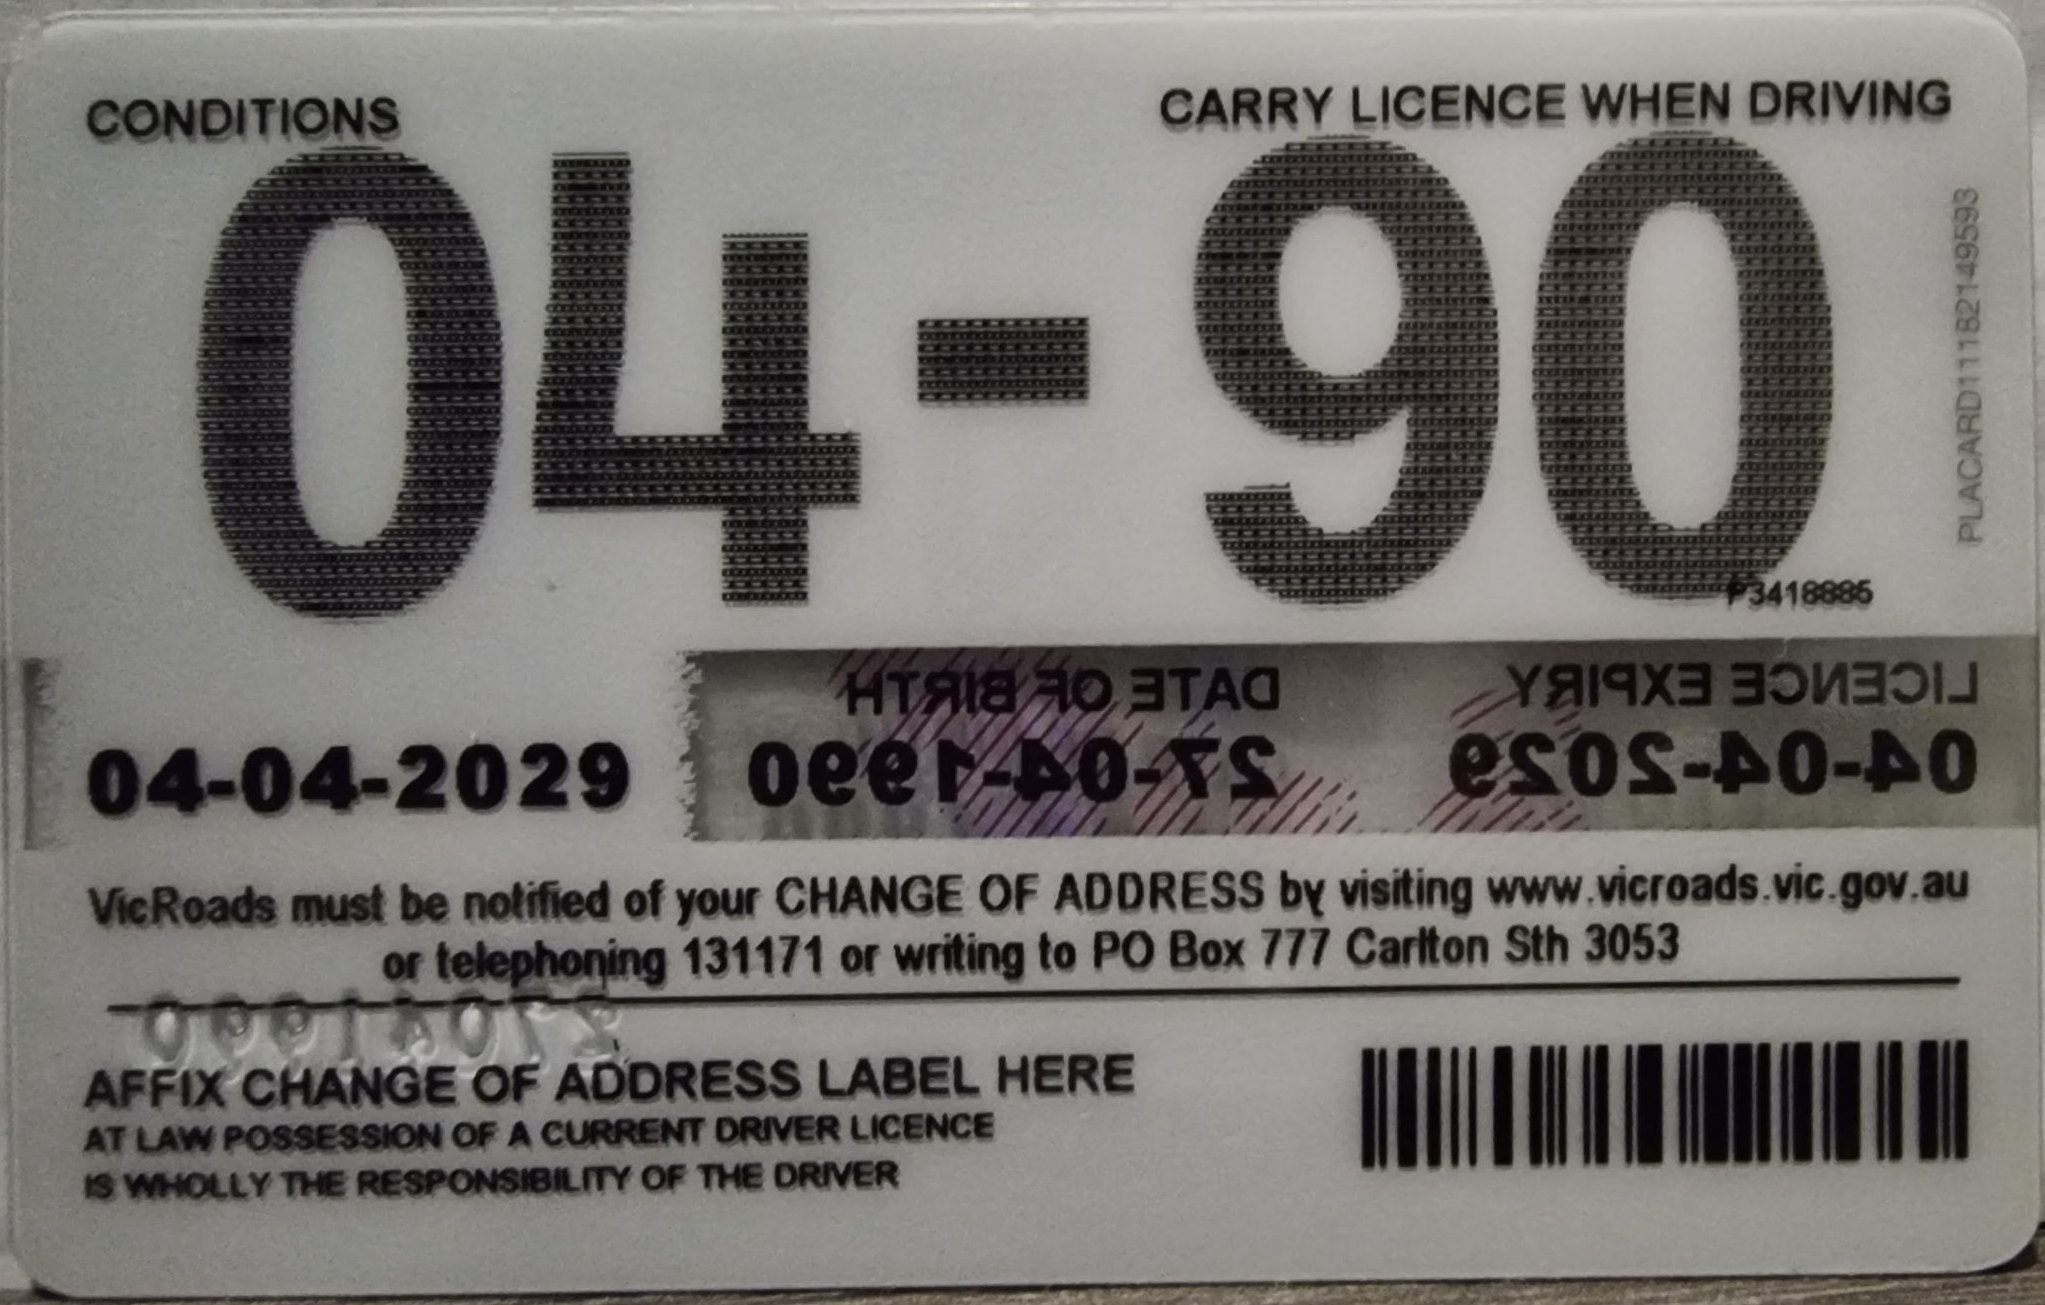 CONDITIONS
CARRY LICENCE WHEN DRIVING
04-90
PLACARD111B2149593
P3418885
DATE OF BIRTH
LICENCE EXPIRY
04-04-2029
27-04-1990
04-04-2029
VicRoads must be notified of your CHANGE OF ADDRESS by visiting www.vicroads.vic.gov.au
or telephoning 131171 or writing to PO Box 777 Carlton Sth 3053
27041990
AFFIX CHANGE OF ADDRESS LABEL HERE
AT LAW POSSESSION OF A CURRENT DRIVER LICENCE
IS WHOLLY THE RESPONSIBILITY OF THE DRIVER